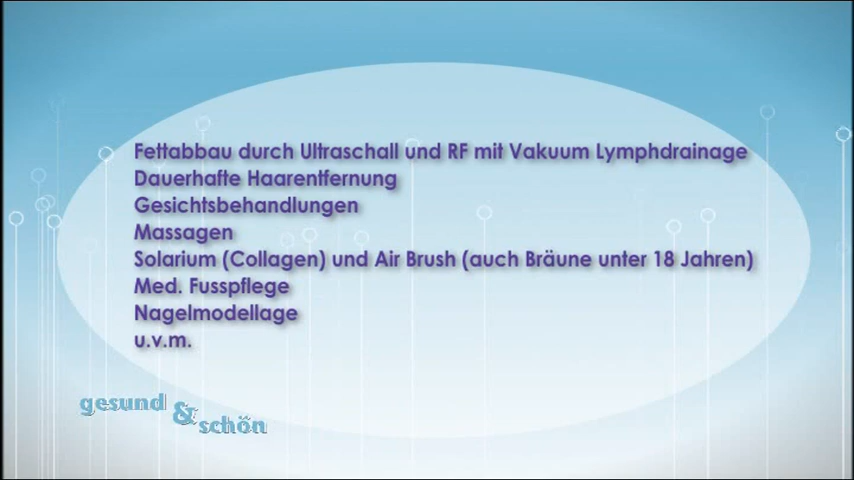 Fettabbau durch Ultraschall und RF mit Vakuum Lymphdrainage
Dauerhafte Haarentfernung
Gesichtsbehandlungen
Massagen
Solarium (Collagen) und Air Brush (auch Bräune unter 18 Jahren)
Med. Fusspflege
Nagelmodellage
u.v.m.
gesund
&
schön